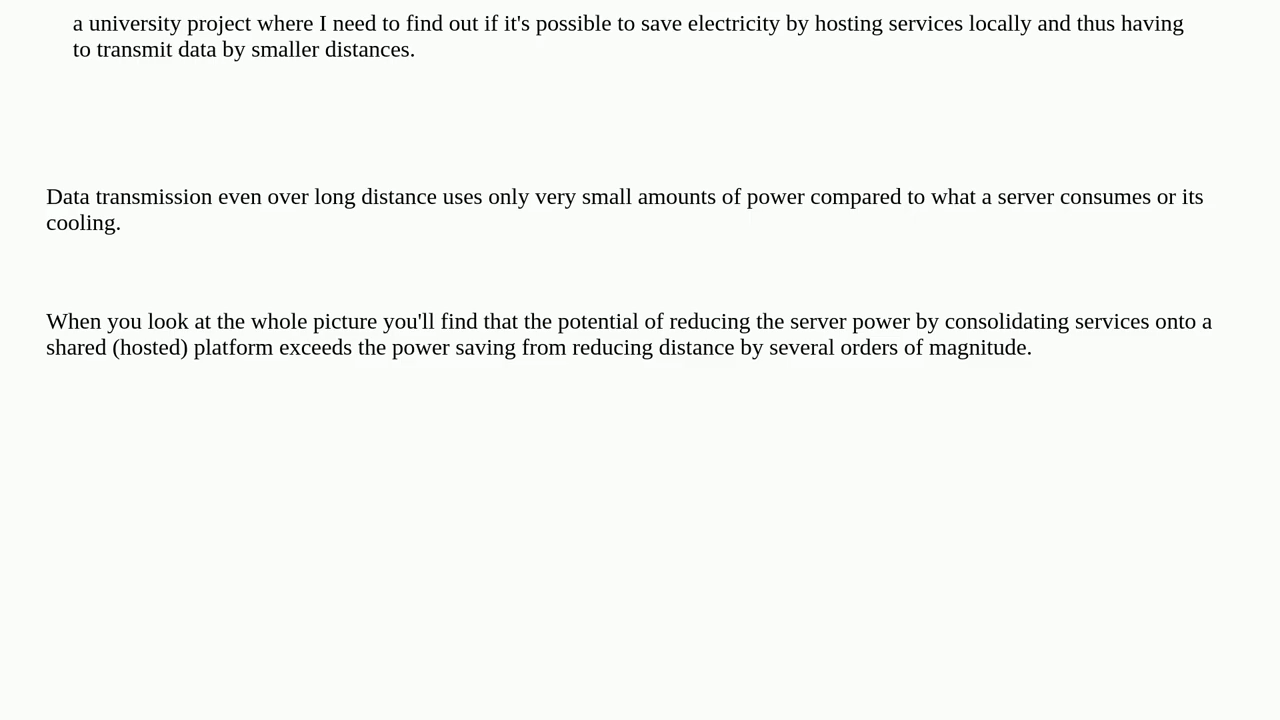 a university project where I need to find out if it's possible to save electricity by hosting services locally and thus having
to transmit data by smaller distances.
Data transmission even over long distance uses only very small amounts of power compared to what a server consumes or its
cooling.
When you look at the whole picture you'll find that the potential of reducing the server power by consolidating services onto a
shared (hosted) platform exceeds the power saving from reducing distance by several orders of magnitude.